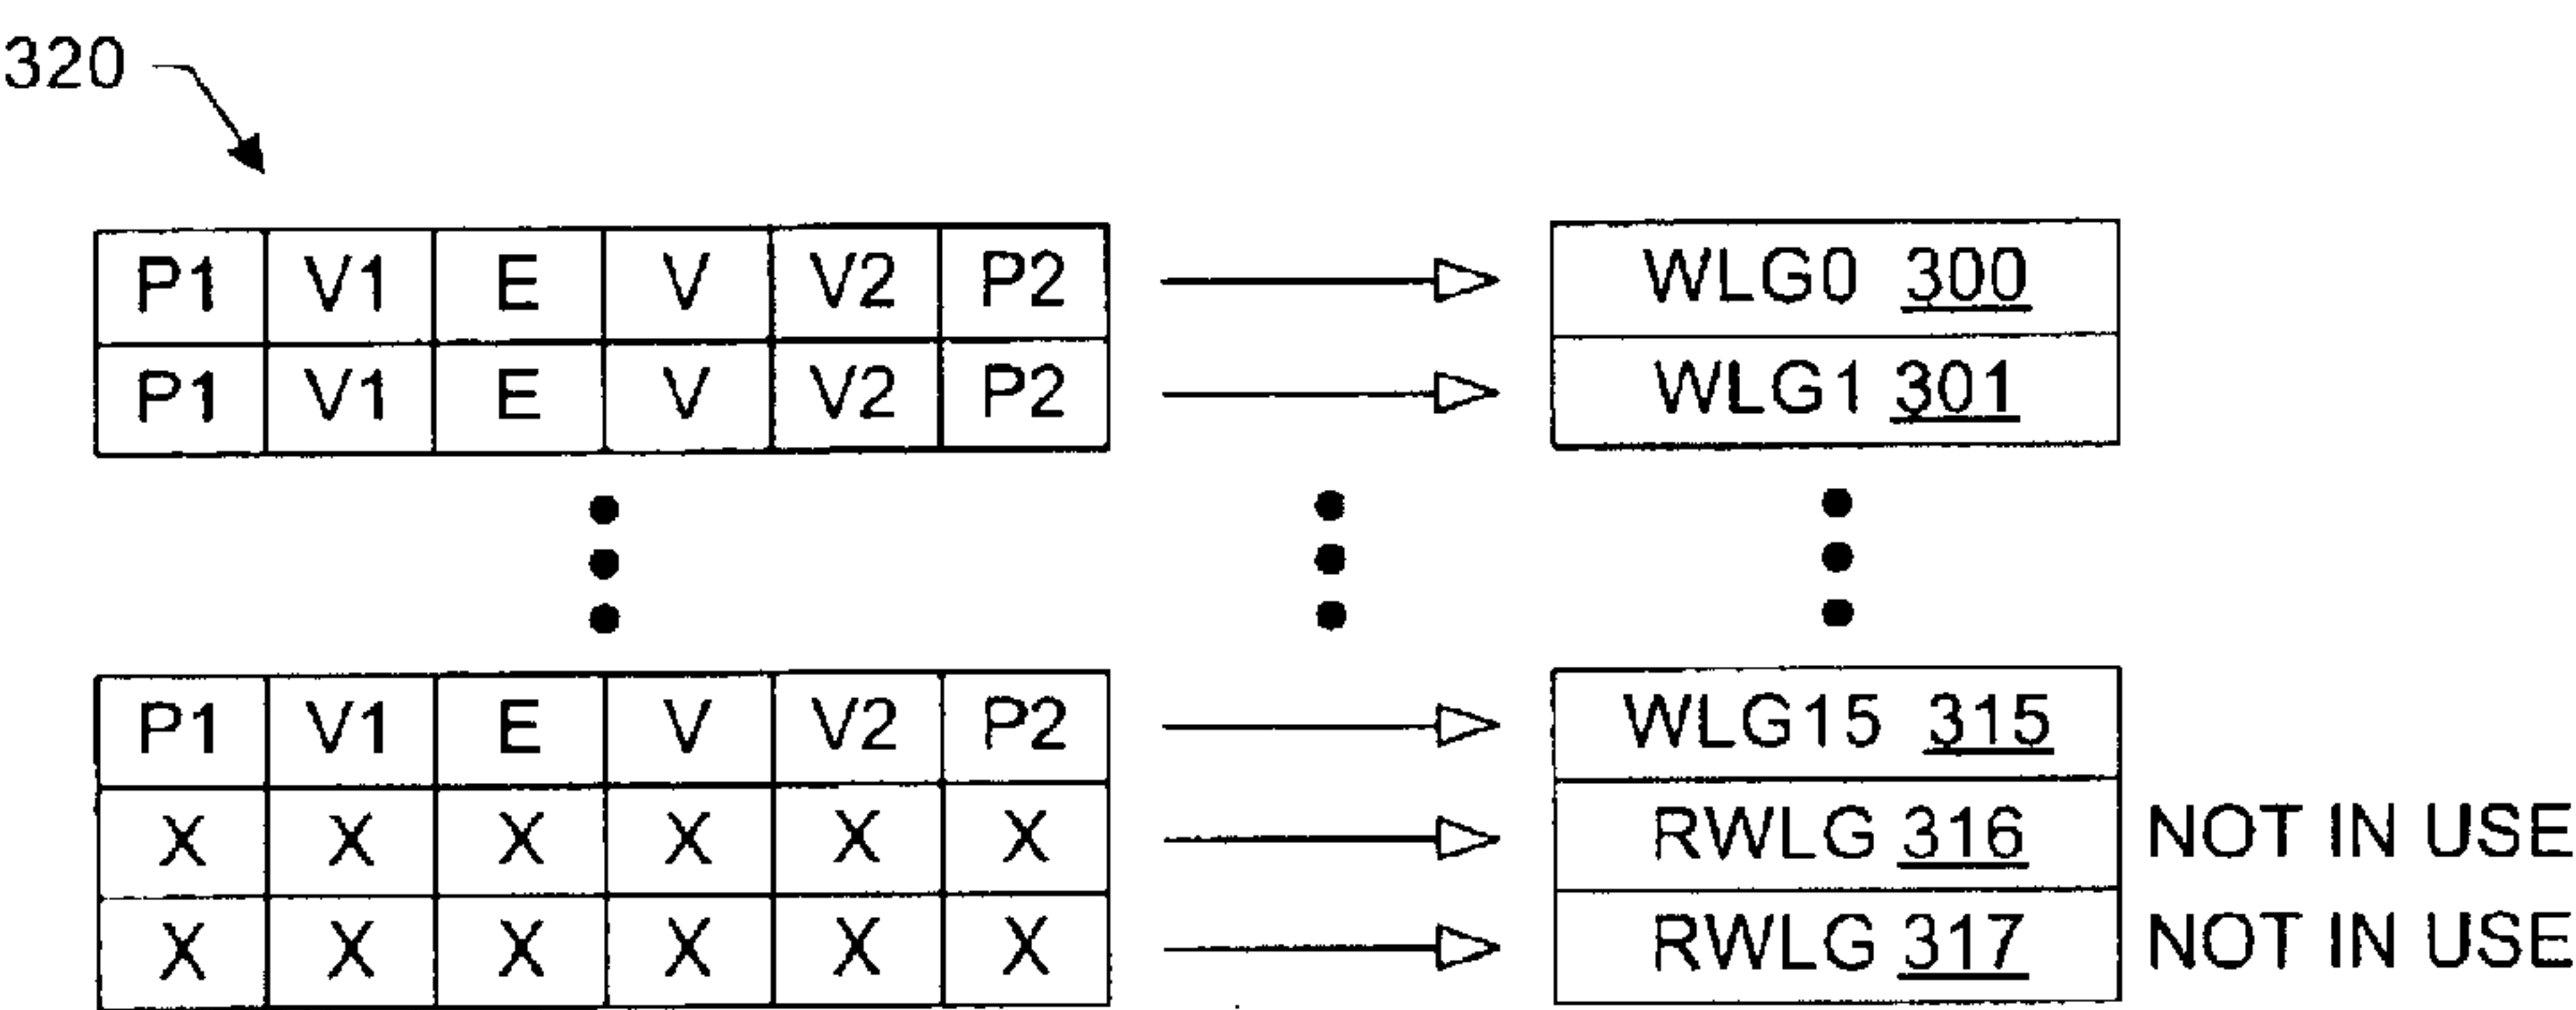 320
P1 V1 E V V2 P2 WLG0 300
P1 V1 E V V2 P2 WLG1 301
P1 V1 E V V2 P2 WLG15 315
X X X X X X RWLG 316 NOT IN USE
X X X X X X RWLG 317 NOT IN USE